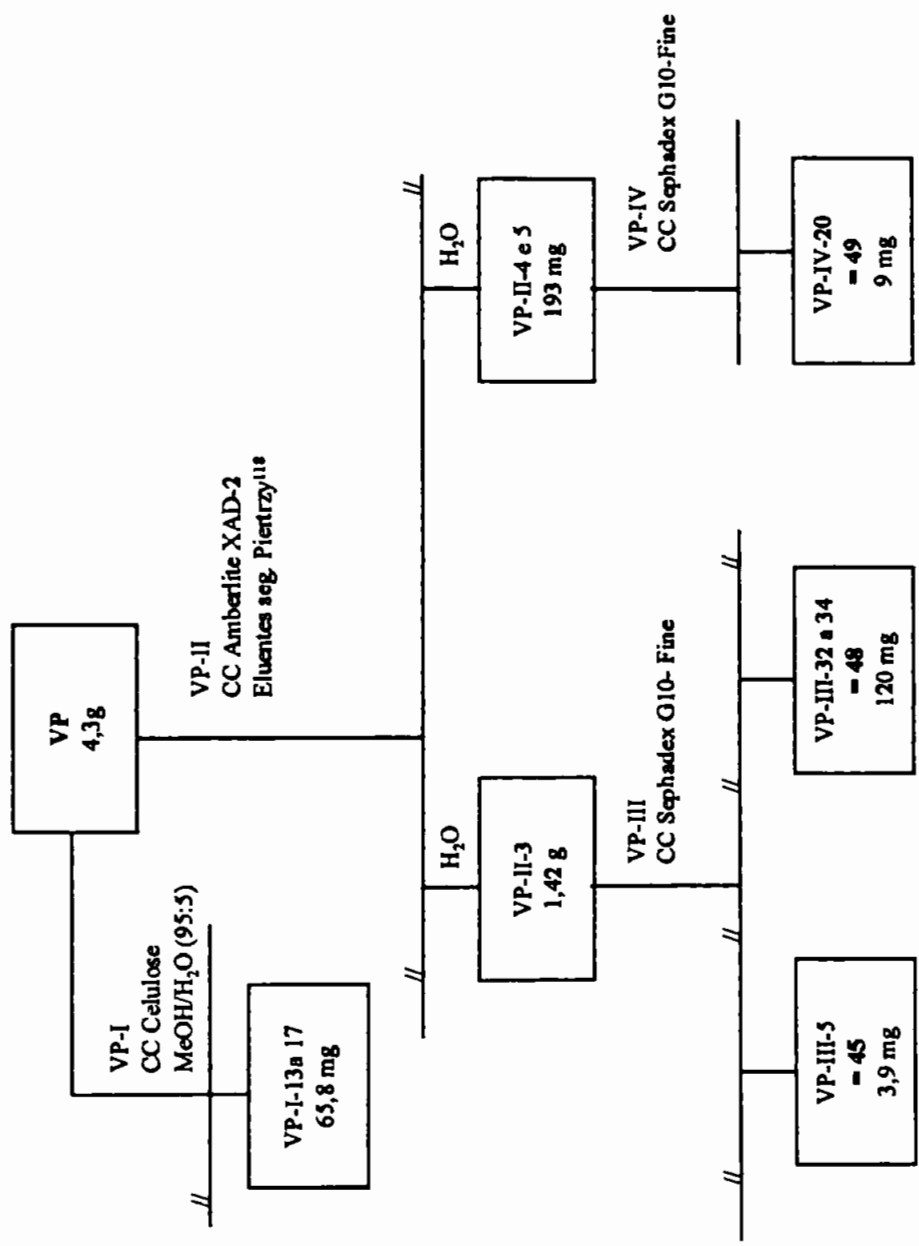 VP
4,3g
VP-I
CC Celulose
MeOH/H₂O (95:5)
VP-I-13a 17
65,8 mg
VP-II
CC Amberlite XAD-2
Eluentes seg. Piertrzy¹¹⁸
H₂O
VP-II-3
1,42 g
H₂O
VP-II-4 e 5
193 mg
VP-III
CC Sephadex G10- Fine
VP-IV
CC Sephadex G10-Fine
VP-III-5
= 45
3,9 mg
VP-III-32 a 34
= 48
120 mg
VP-IV-20
= 49
9 mg